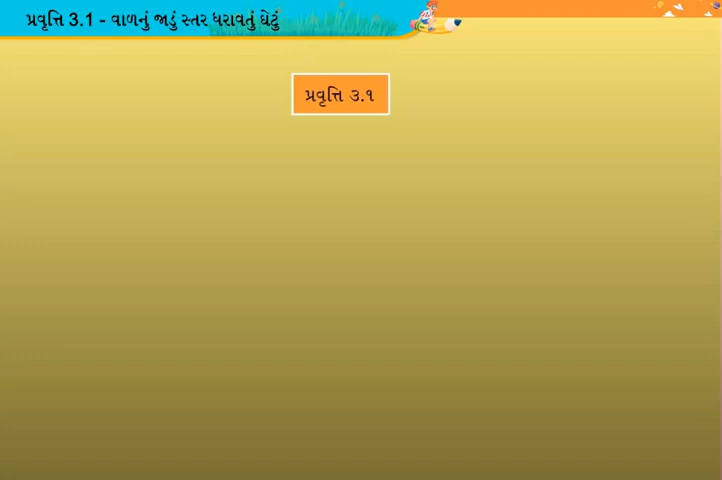 પ્રવૃત્તિ 3.1 - વાળનું જાડું સ્તર ધરાવતું ઘેટું
પ્રવૃત્તિ ૩.૧